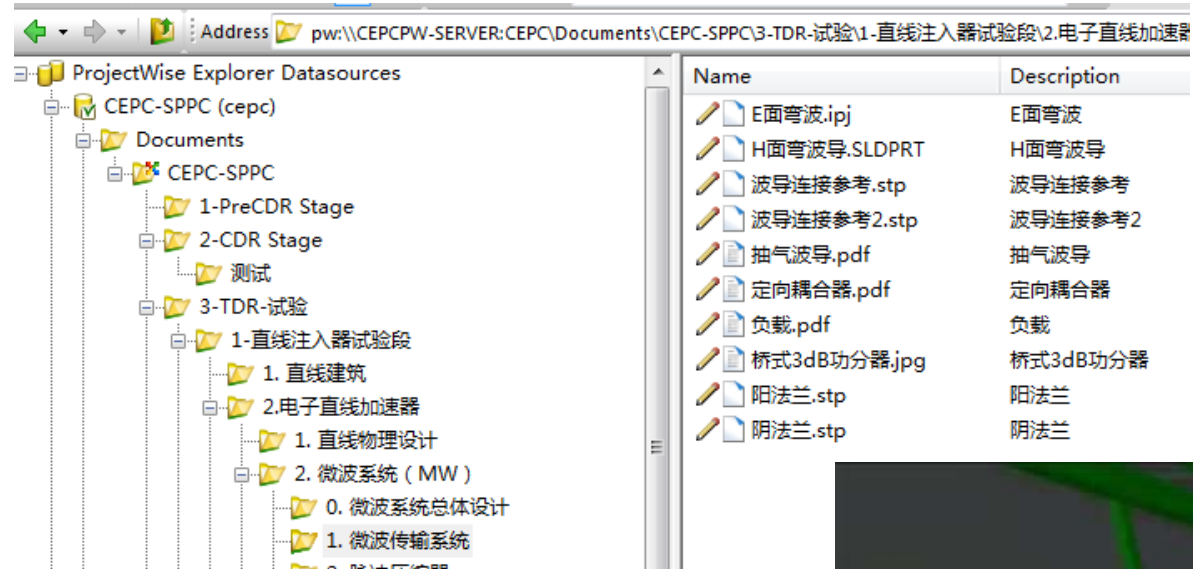 Address pw:\\CEPCPW-SERVER:CEPC\Documents\CEPC-SPPC\3-TDR-试验\1-直线注入器试验段\2.电子直线加速器
ProjectWise Explorer Datasources
CEPC-SPPC (cepc)
Documents
CEPC-SPPC
1-PreCDR Stage
2-CDR Stage
测试
3-TDR-试验
1-直线注入器试验段
1. 直线建筑
2.电子直线加速器
1. 直线物理设计
2. 微波系统（MW）
0. 微波系统总体设计
1. 微波传输系统
Name Description
E面弯波.ipj E面弯波
H面弯波导.SLDPRT H面弯波导
波导连接参考.stp 波导连接参考
波导连接参考2.stp 波导连接参考2
抽气波导.pdf 抽气波导
定向耦合器.pdf 定向耦合器
负载.pdf 负载
桥式3dB功分器.jpg 桥式3dB功分器
阳法兰.stp 阳法兰
阴法兰.stp 阴法兰